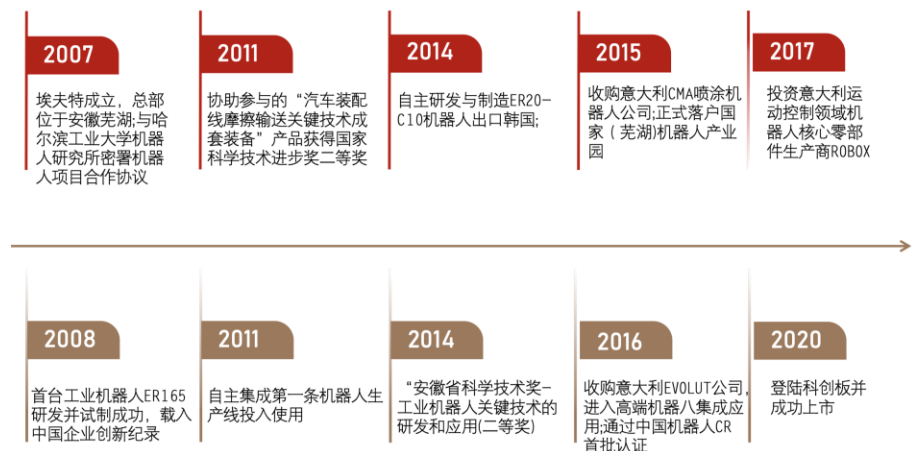 2007
埃夫特成立，总部
位于安徽芜湖;与哈
尔滨工业大学机器
人研究所密署机器
人项目合作协议
2011
协助参与的“汽车装配
线摩擦输送关键技术成
套装备”产品获得国家
科学技术进步奖二等奖
2014
自主研发与制造ER20-
C10机器人出口韩国;
2015
收购意大利CMA喷涂机
器人公司;正式落户国
家（芜湖)机器人产业
园
2017
投资意大利运
动控制领域机
器人核心零部
件生产商ROBOX
2008
首台工业机器人ER165
研发并试制成功，载入
中国企业创新纪录
2011
自主集成第一条机器人生
产线投入使用
2014
“安徽省科学技术奖-
工业机器人关键技术的
研发和应用(二等奖)
2016
收购意大利EVOLUT公司，
进入高端机器八集成应
用;通过中国机器人CR
首批认证
2020
登陆科创板并
成功上市